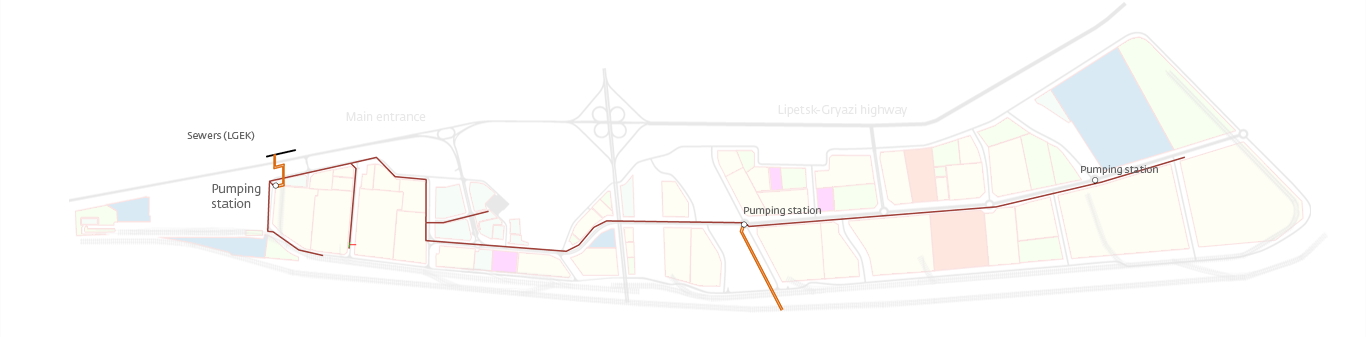 Lipetsk-Gryazi highway
Main entrance
Sewers (LGEK)
Pumping station
Pumping
station
Pumping station